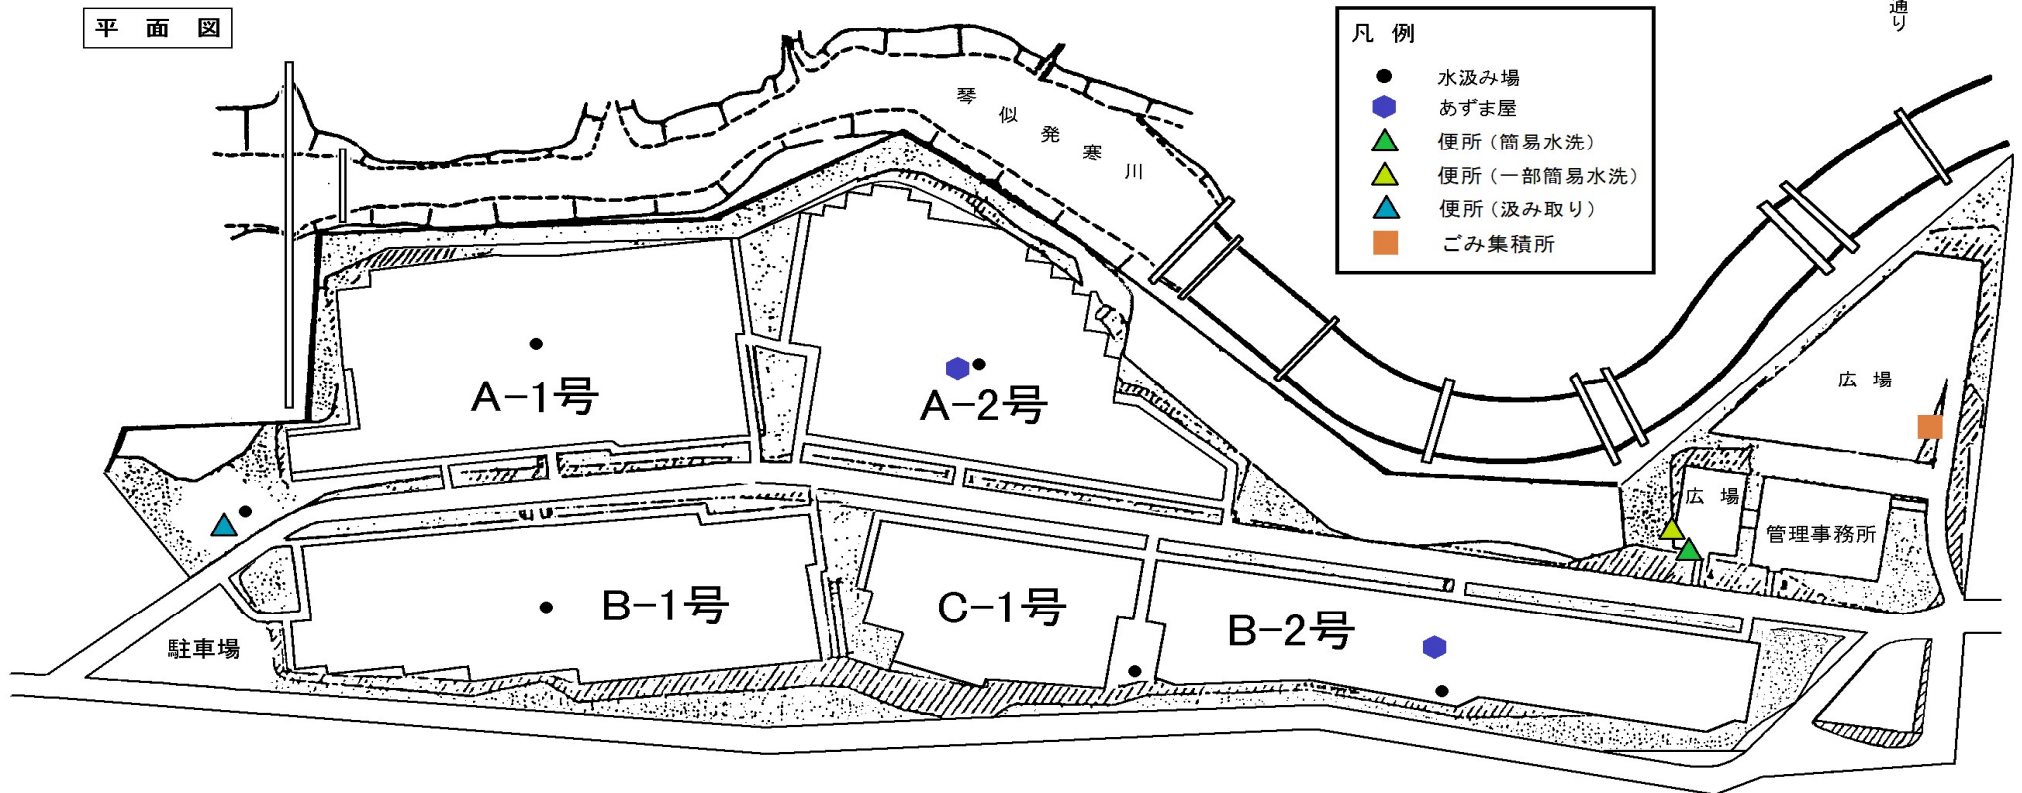 平面図
通り
凡例
水汲み場
あずま屋
便所(簡易水洗)
便所(一部簡易水洗)
便所(汲み取り)
ごみ集積所
琴似発寒川
A-1号
A-2号
広場
広場
管理事務所
B-1号
C-1号
B-2号
駐車場